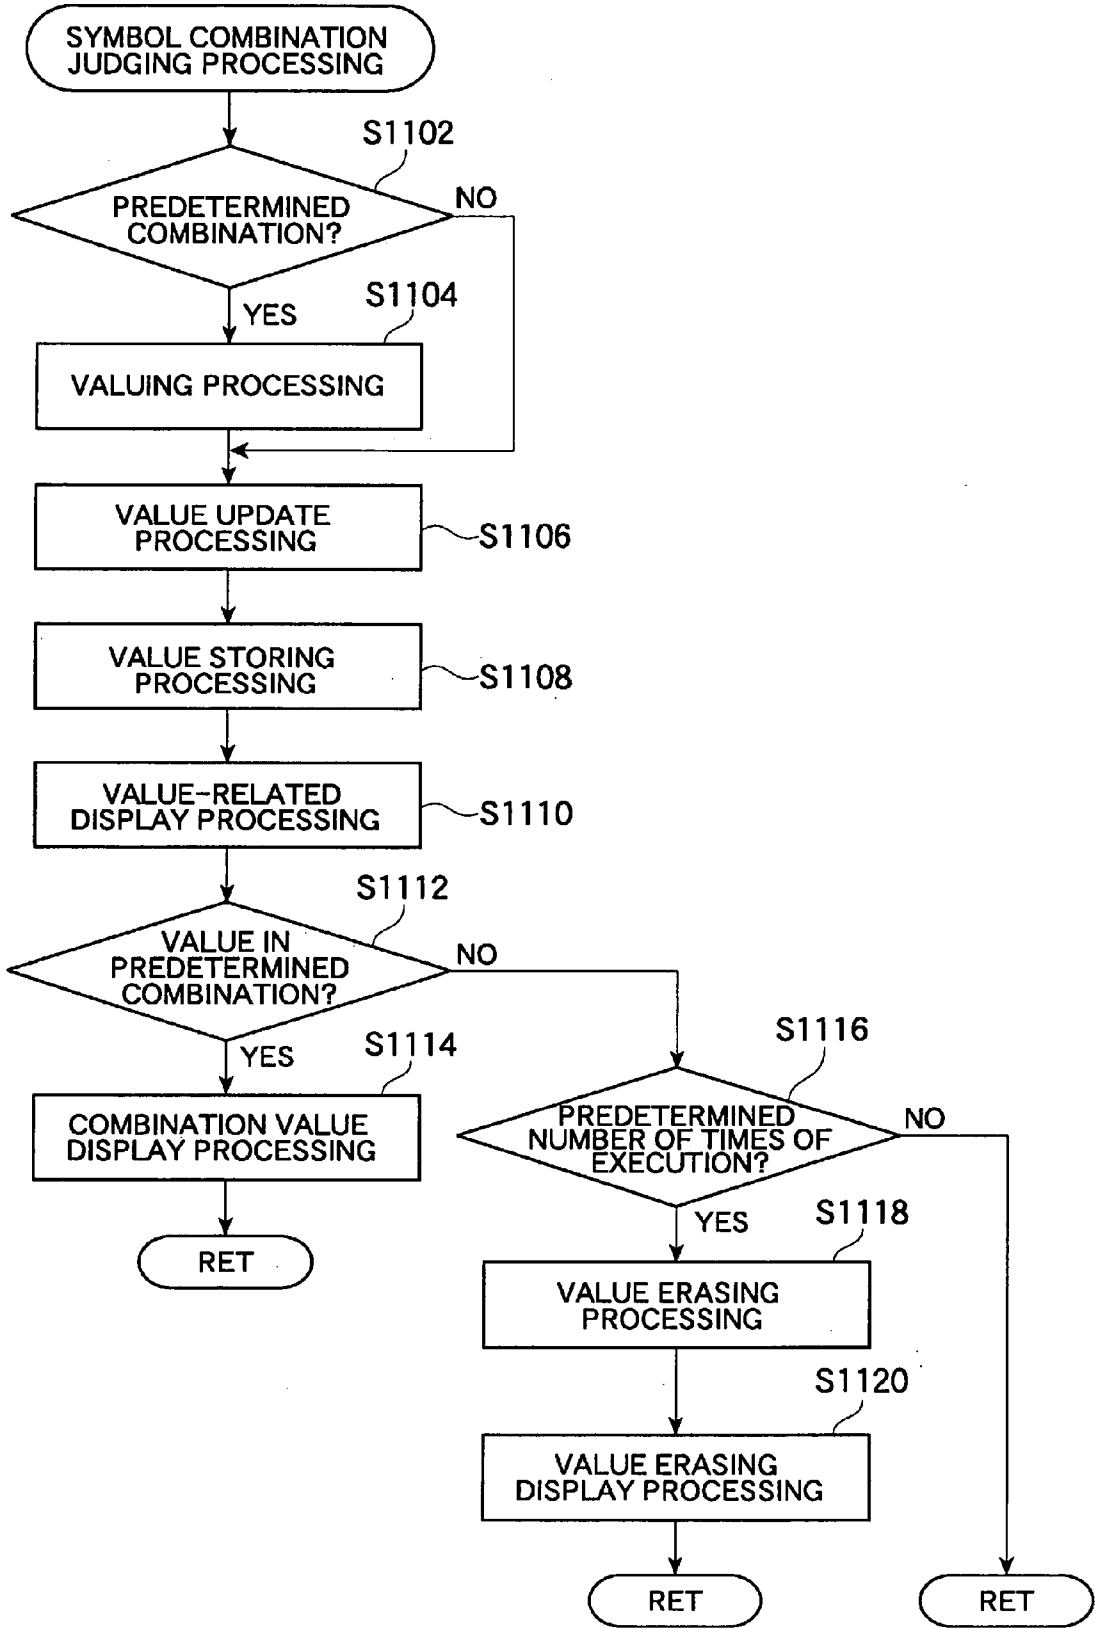 SYMBOL COMBINATION
JUDGING PROCESSING
S1102
PREDETERMINED
COMBINATION?
NO
YES
S1104
VALUING PROCESSING
VALUE UPDATE
PROCESSING
S1106
VALUE STORING
PROCESSING
S1108
VALUE-RELATED
DISPLAY PROCESSING
S1110
S1112
VALUE IN
PREDETERMINED
COMBINATION?
NO
YES
S1114
COMBINATION VALUE
DISPLAY PROCESSING
RET
S1116
PREDETERMINED
NUMBER OF TIMES OF
EXECUTION?
NO
YES
S1118
VALUE ERASING
PROCESSING
S1120
VALUE ERASING
DISPLAY PROCESSING
RET
RET